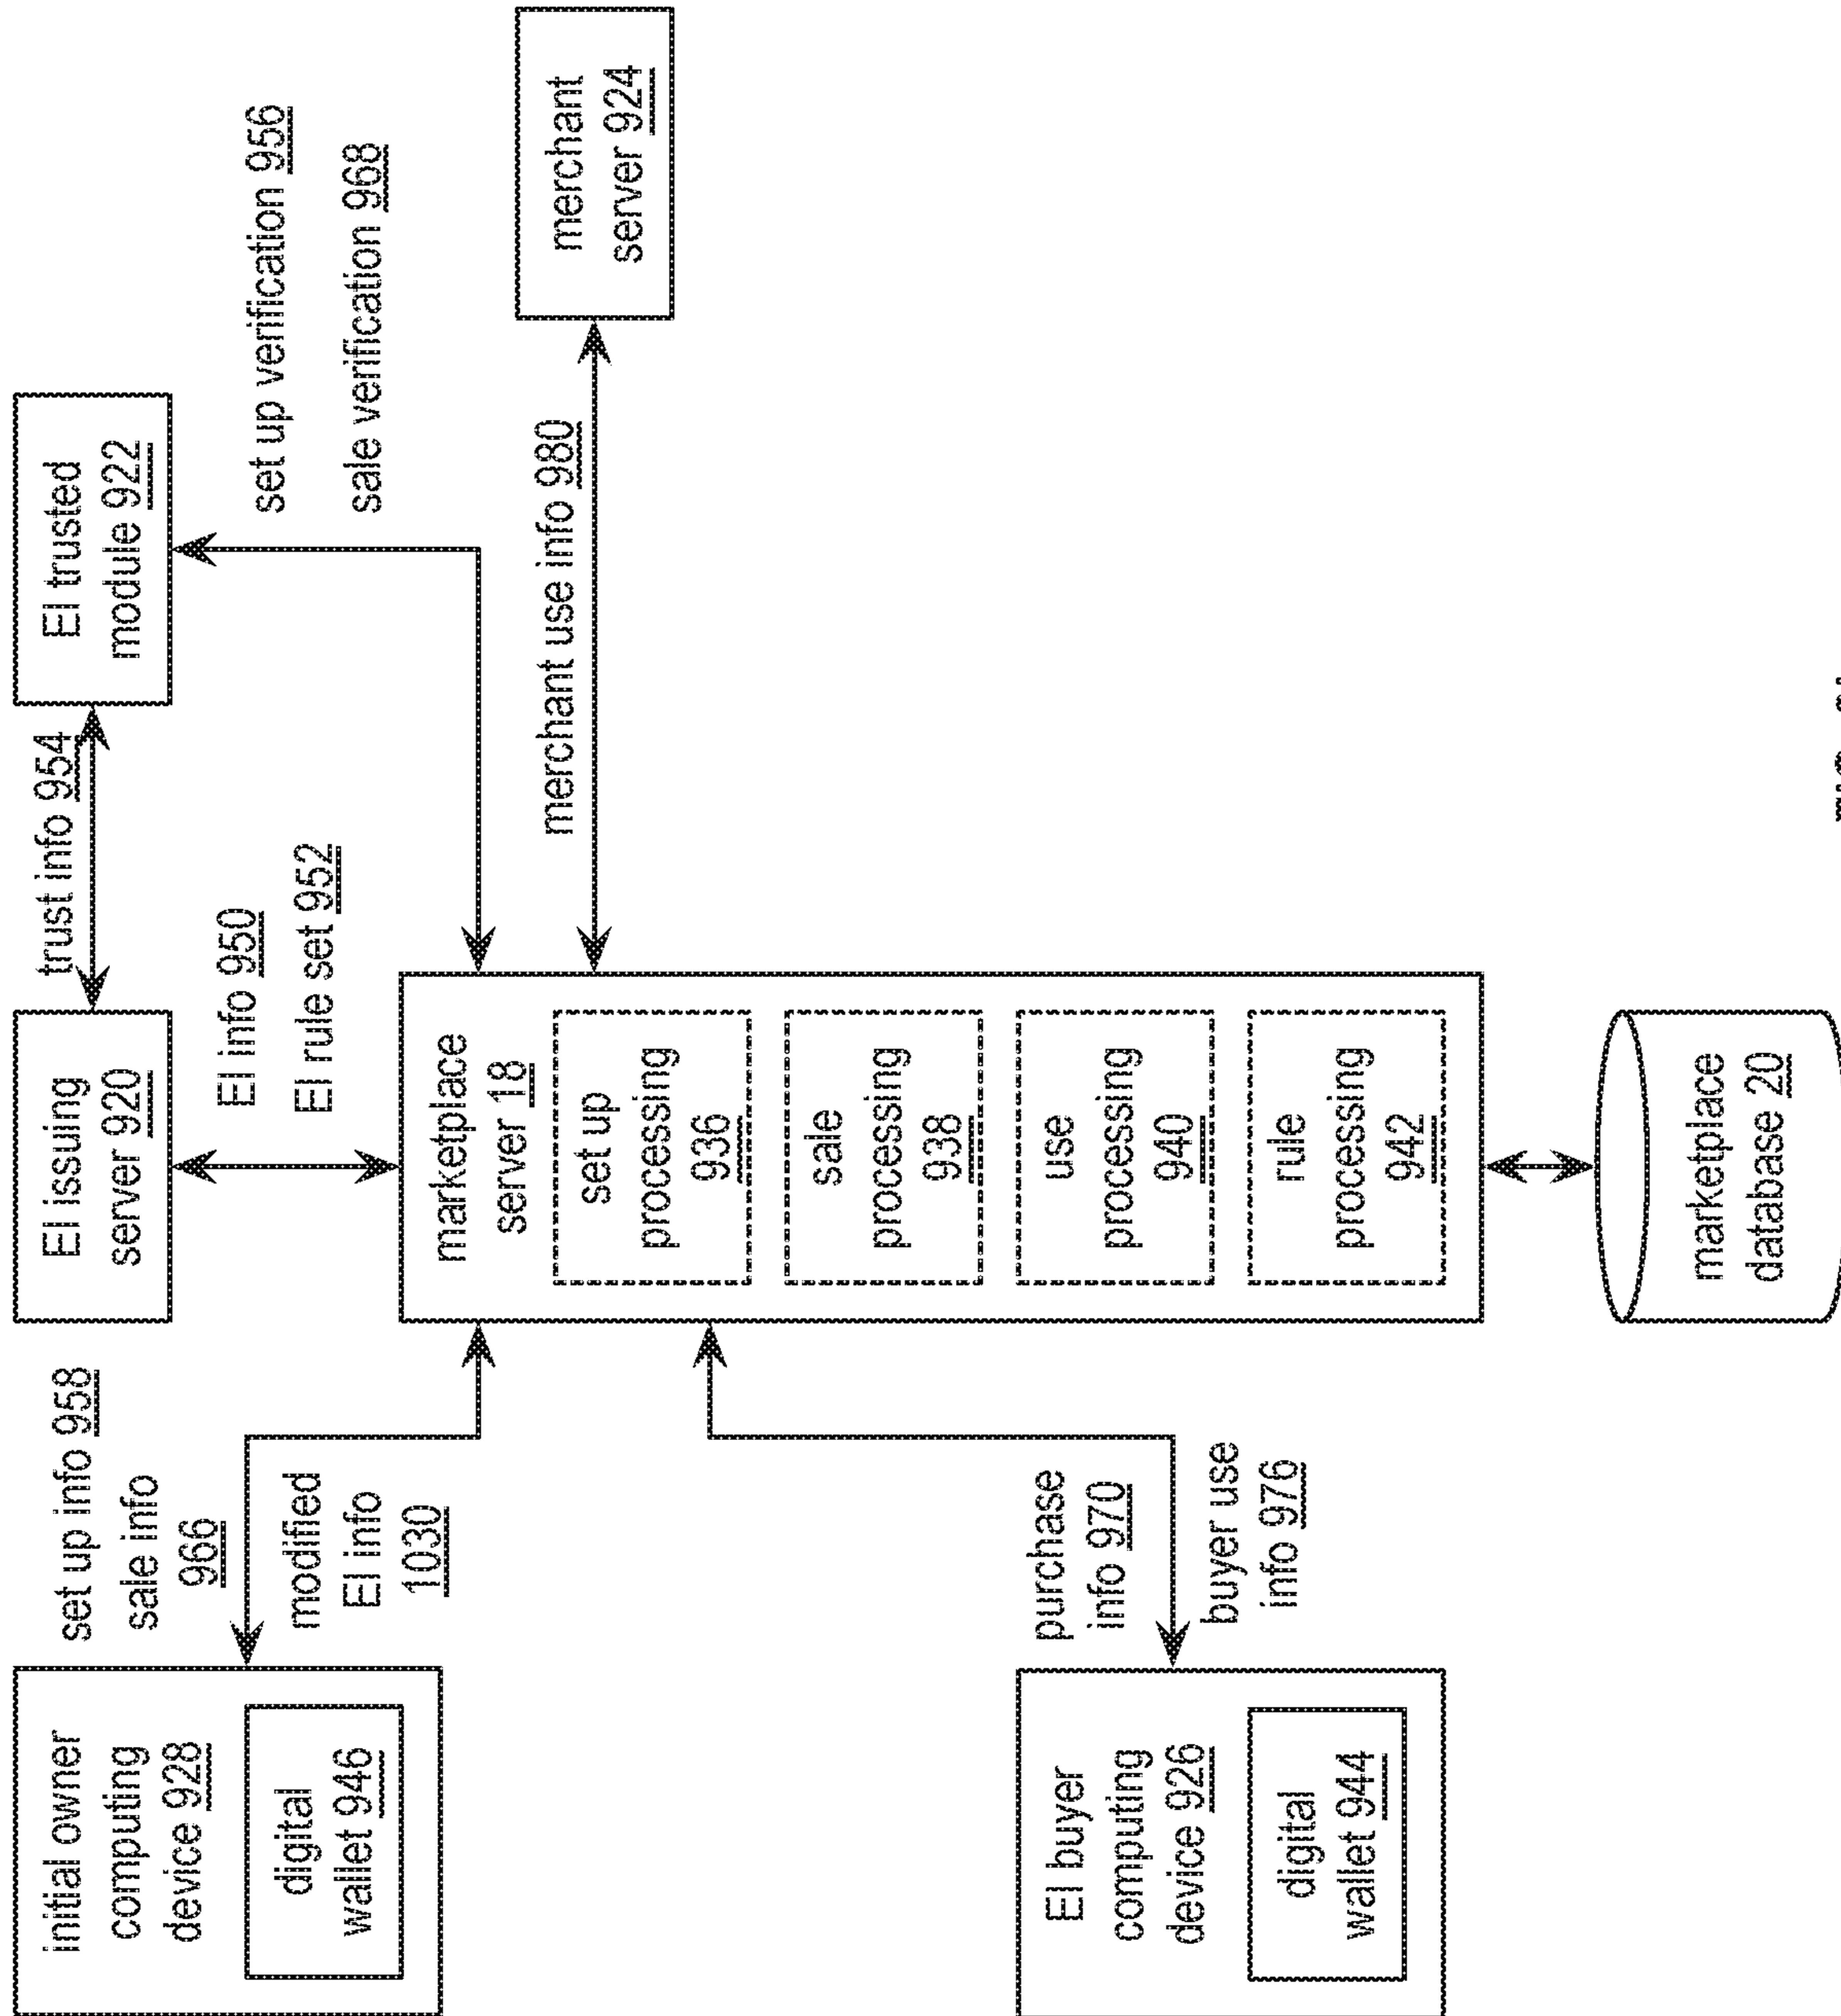 initial owner
computing
device 928
digital
wallet 946
set up info 958
sale info
966
modified
EI info
1030
EI issuing
server 920
trust info 954
EI trusted
module 922
EI info 950
EI rule set 952
set up verification 956
sale verification 968
merchant use info 980
merchant
server 924
marketplace
server 18
set up
processing
936
sale
processing
938
use
processing
940
rule
processing
942
EI buyer
computing
device 926
digital
wallet 944
purchase
info 970
buyer use
info 976
marketplace
database 20